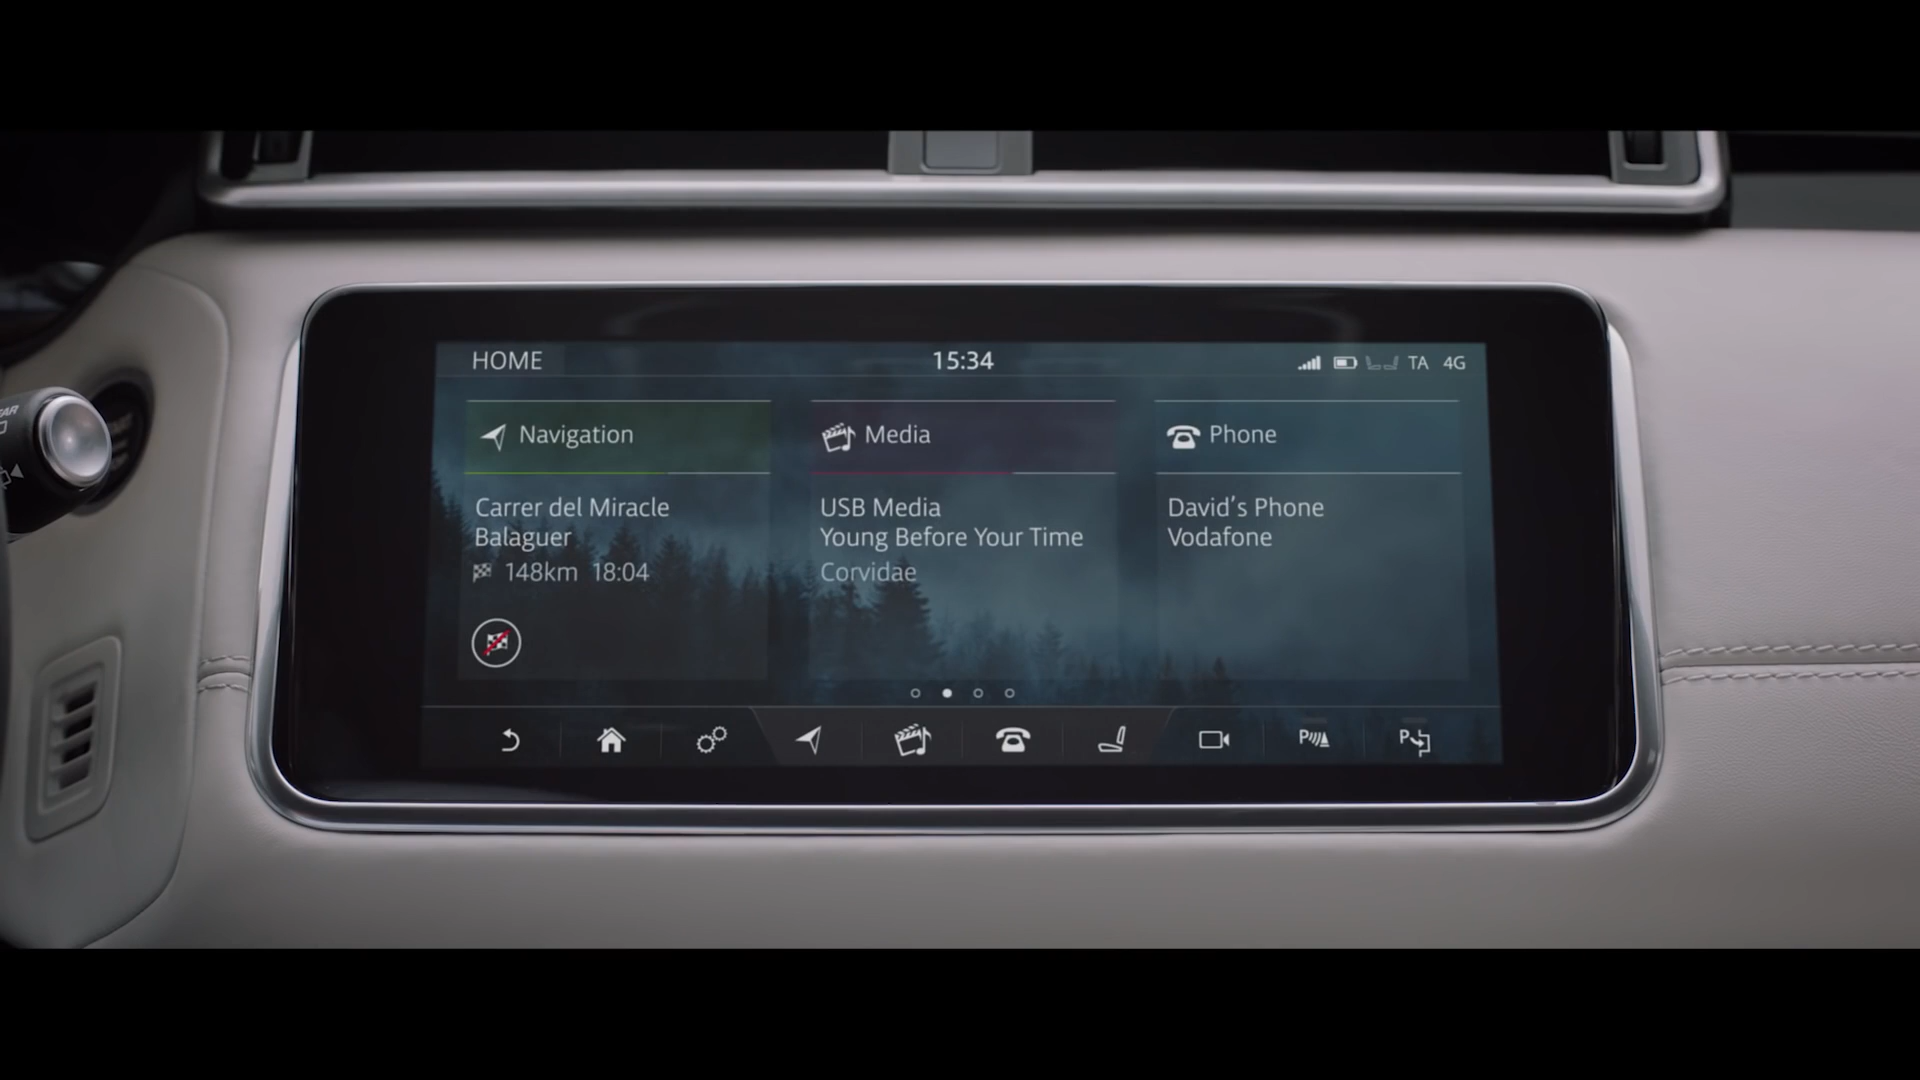 HOME 15:34 TA 4G
Navigation
Carrer del Miracle
Balaguer
148km 18:04
Media
USB Media
Young Before Your Time
Corvidae
Phone
David's Phone
Vodafone
P P